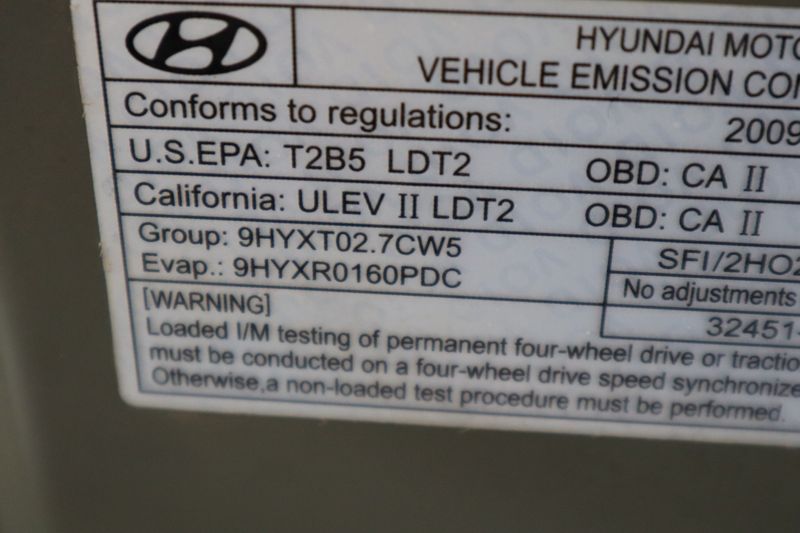 HYUNDAI MOTO
VEHICLE EMISSION CO
Conforms to regulations: 2009
U.S.EPA: T2B5 LDT2 OBD: CA II
California: ULEV II LDT2 OBD: CA II
Group: 9HYXT02.7CW5 SFI/2HO2
Evap.: 9HYXR0160PDC No adjustments
32451-
[WARNING]
Loaded I/M testing of permanent four-wheel drive or tractio
must be conducted on a four-wheel drive speed synchronize
Otherwise,a non-loaded test procedure must be performed.